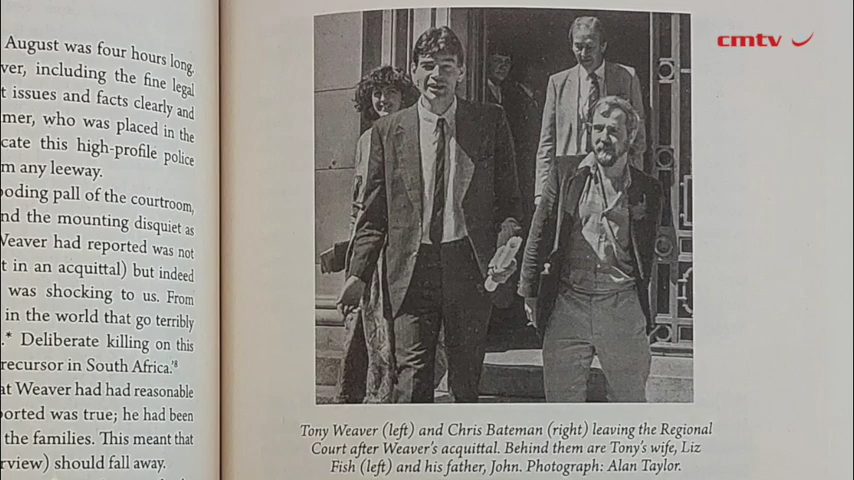 August was four hours long.
ver, including the fine legal
t issues and facts clearly and
mer, who was placed in the
cate this high-profile police
m any leeway.
oding pall of the courtroom,
nd the mounting disquiet as
Weaver had reported was not
t in an acquittal) but indeed
was shocking to us. From
in the world that go terribly
.* Deliberate killing on this
recursor in South Africa.'8
at Weaver had had reasonable
orted was true; he had been
the families. This meant that
rview) should fall away.
cmtv
Tony Weaver (left) and Chris Bateman (right) leaving the Regional
Court after Weaver's acquittal. Behind them are Tony's wife, Liz
Fish (left) and his father, John. Photograph: Alan Taylor.